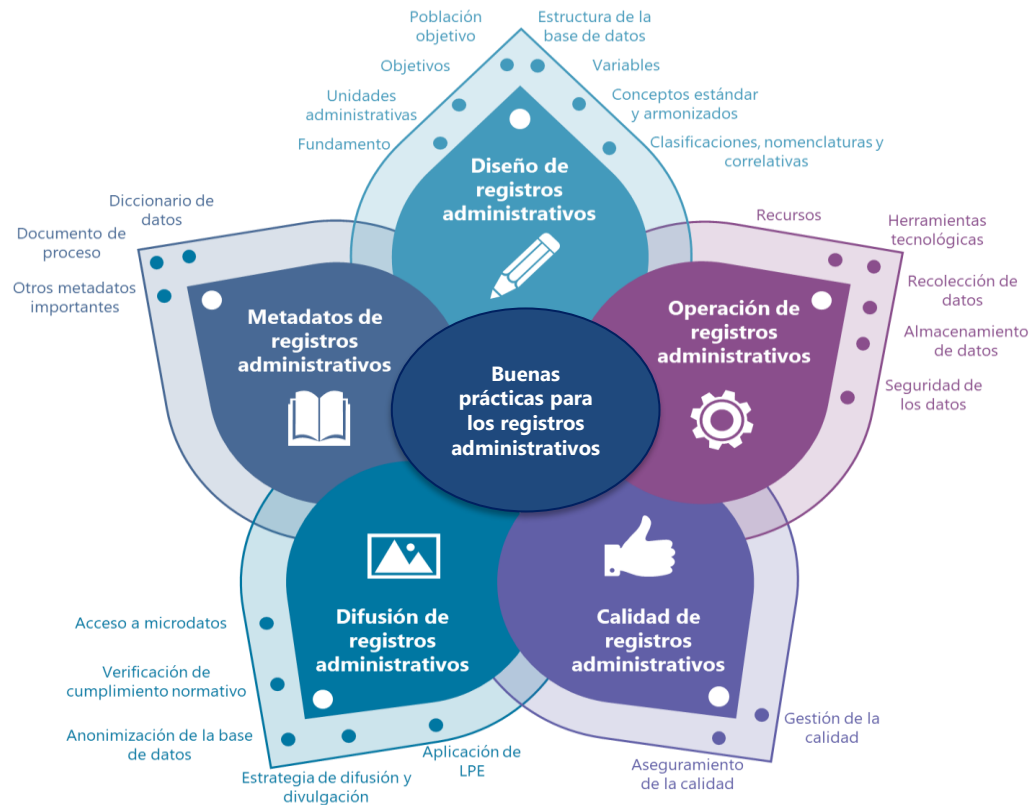 Población
objetivo
Estructura de la
base de datos
Objetivos
Variables
Unidades
administrativas
Conceptos estándar
y armonizados
Fundamento
Clasificaciones, nomenclaturas y
correlativas
Diseño de
registros
administrativos
Diccionario de
datos
Documento de
proceso
Otros metadatos
importantes
Metadatos de
registros
administrativos
Recursos
Herramientas
tecnológicas
Recolección de
datos
Almacenamiento
de datos
Seguridad de
los datos
Operación de
registros
administrativos
Buenas
prácticas para
los registros
administrativos
Difusión de
registros
administrativos
Acceso a microdatos
Verificación de
cumplimiento normativo
Anonimización de la base
de datos
Estrategia de difusión y
divulgación
Aplicación de
LPE
Calidad de
registros
administrativos
Gestión de la
calidad
Aseguramiento
de la calidad